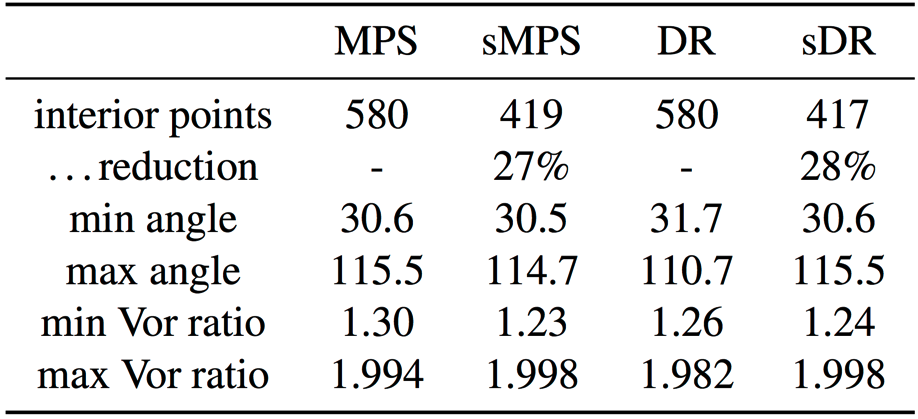 MPS sMPS DR sDR
interior points 580 419 580 417
...reduction - 27% - 28%
min angle 30.6 30.5 31.7 30.6
max angle 115.5 114.7 110.7 115.5
min Vor ratio 1.30 1.23 1.26 1.24
max Vor ratio 1.994 1.998 1.982 1.998